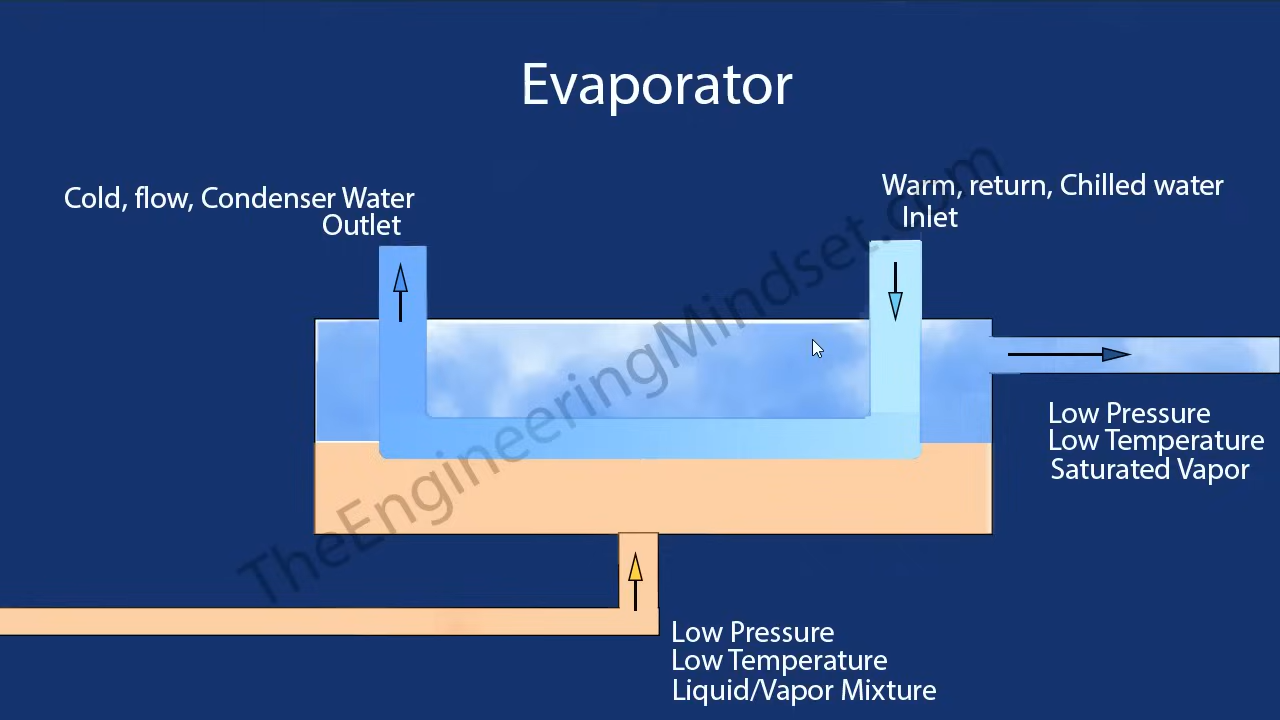 Evaporator
Cold, flow, Condenser Water
Outlet
Warm, return, Chilled water
Inlet
TheEngineeringMindset.com
Low Pressure
Low Temperature
Saturated Vapor
Low Pressure
Low Temperature
Liquid/Vapor Mixture